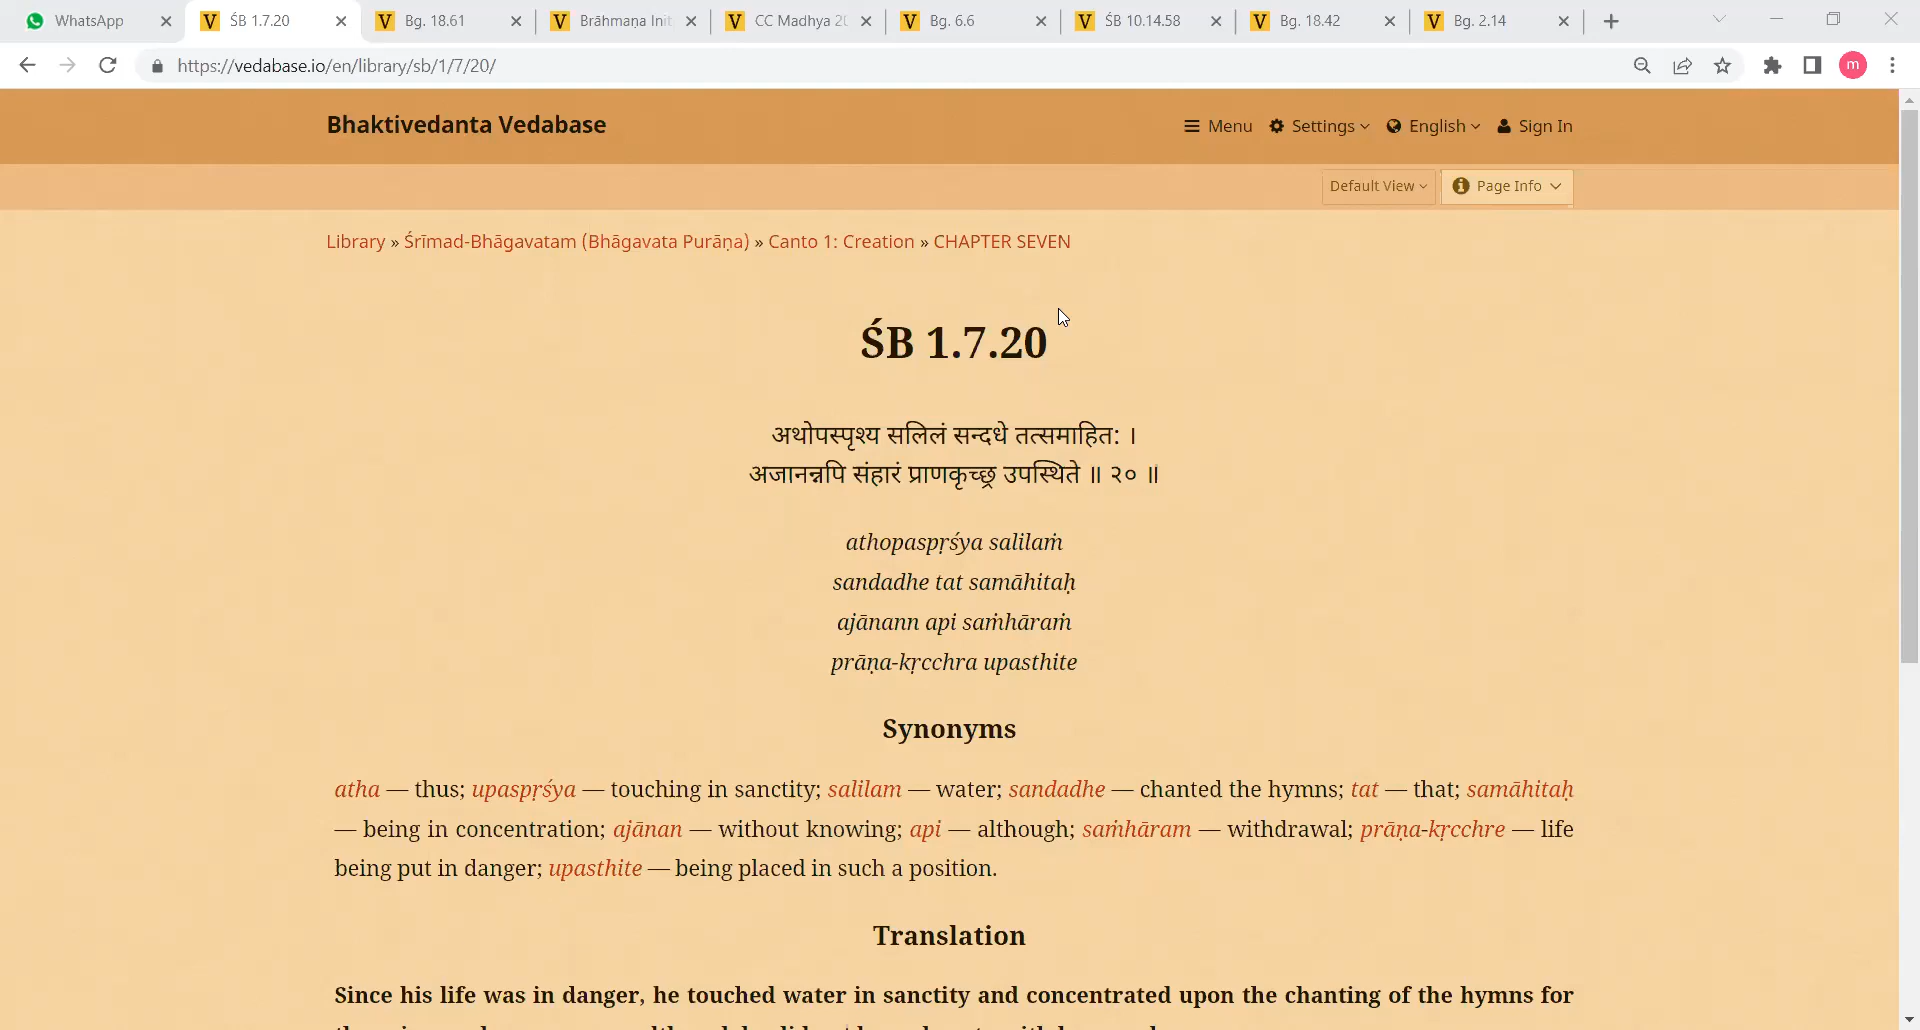 WhatsApp ŚB 1.7.20 Bg. 18.61 Brāhmaṇa Init CC Madhya 20 Bg. 6.6 ŚB 10.14.58 Bg. 18.42 Bg. 2.14
https://vedabase.io/en/library/sb/1/7/20/ m
Bhaktivedanta Vedabase Menu Settings English Sign In
Default View Page Info
Library » Śrīmad-Bhāgavatam (Bhāgavata Purāṇa) » Canto 1: Creation » CHAPTER SEVEN
ŚB 1.7.20
अथोपस्पृश्य सलिलं सन्दधे तत्समाहित: ।
अजानन्नपि संहारं प्राणकृच्छ्र उपस्थिते ॥ २० ॥
athopaspṛśya salilaṁ
sandadhe tat samāhitaḥ
ajānann api saṁhāraṁ
prāṇa-kṛcchra upasthite
Synonyms
atha — thus; upaspṛśya — touching in sanctity; salilam — water; sandadhe — chanted the hymns; tat — that; samāhitaḥ
— being in concentration; ajānan — without knowing; api — although; saṁhāram — withdrawal; prāṇa-kṛcchre — life
being put in danger; upasthite — being placed in such a position.
Translation
Since his life was in danger, he touched water in sanctity and concentrated upon the chanting of the hymns for